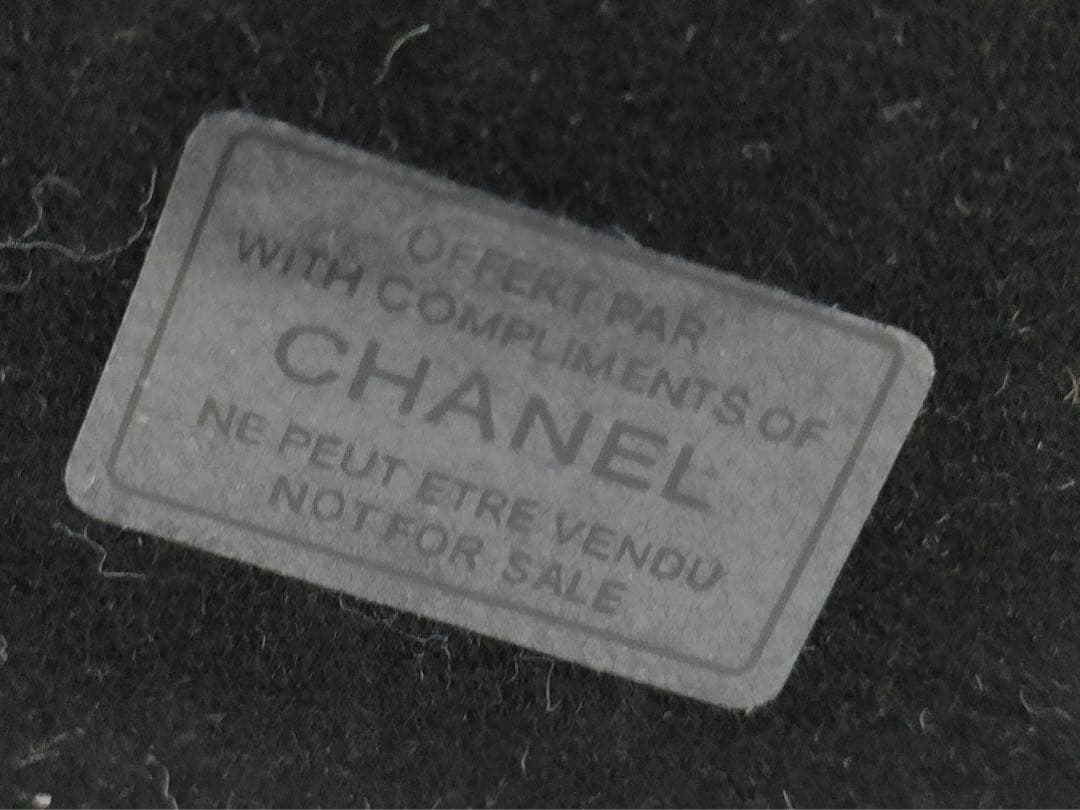 OFFERT PAR
WITH COMPLIMENTS OF
CHANEL
NE PEUT ETRE VENDU
NOT FOR SALE